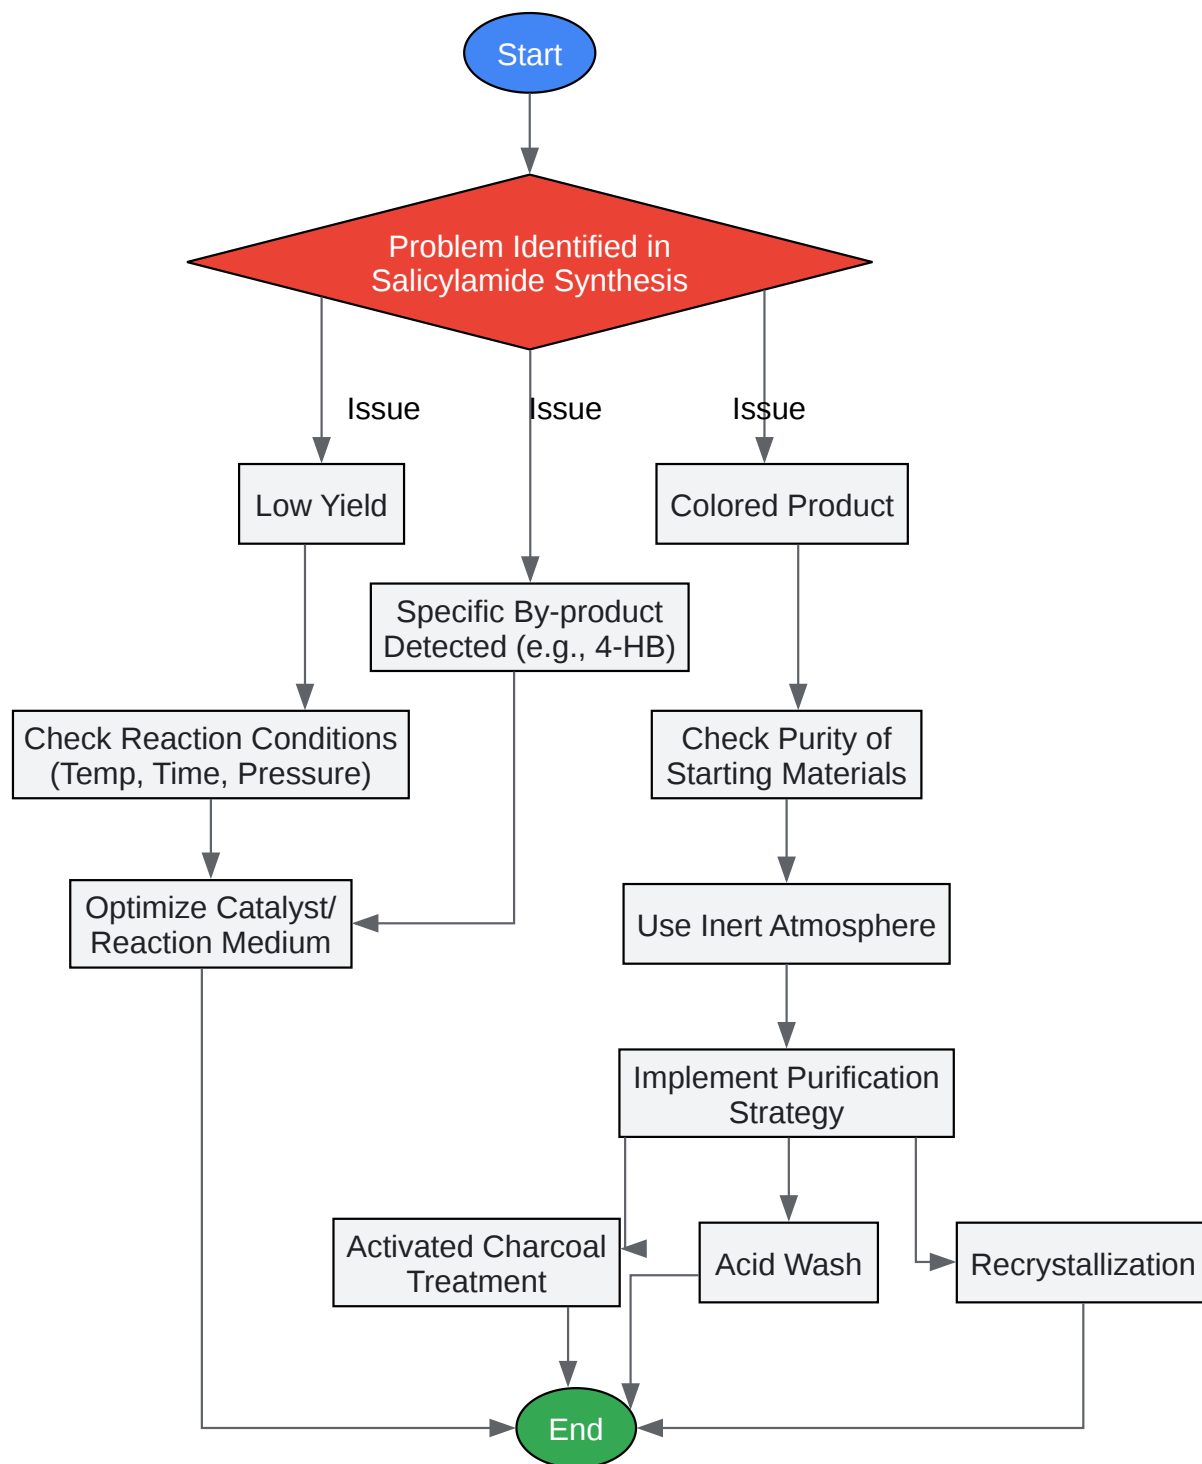 Start
Problem Identified in
Salicylamide Synthesis
Issue
Issue
Issue
Low Yield
Colored Product
Specific By-product
Detected (e.g., 4-HB)
Check Reaction Conditions
(Temp, Time, Pressure)
Check Purity of
Starting Materials
Optimize Catalyst/
Reaction Medium
Use Inert Atmosphere
Implement Purification
Strategy
Activated Charcoal
Treatment
Acid Wash
Recrystallization
End